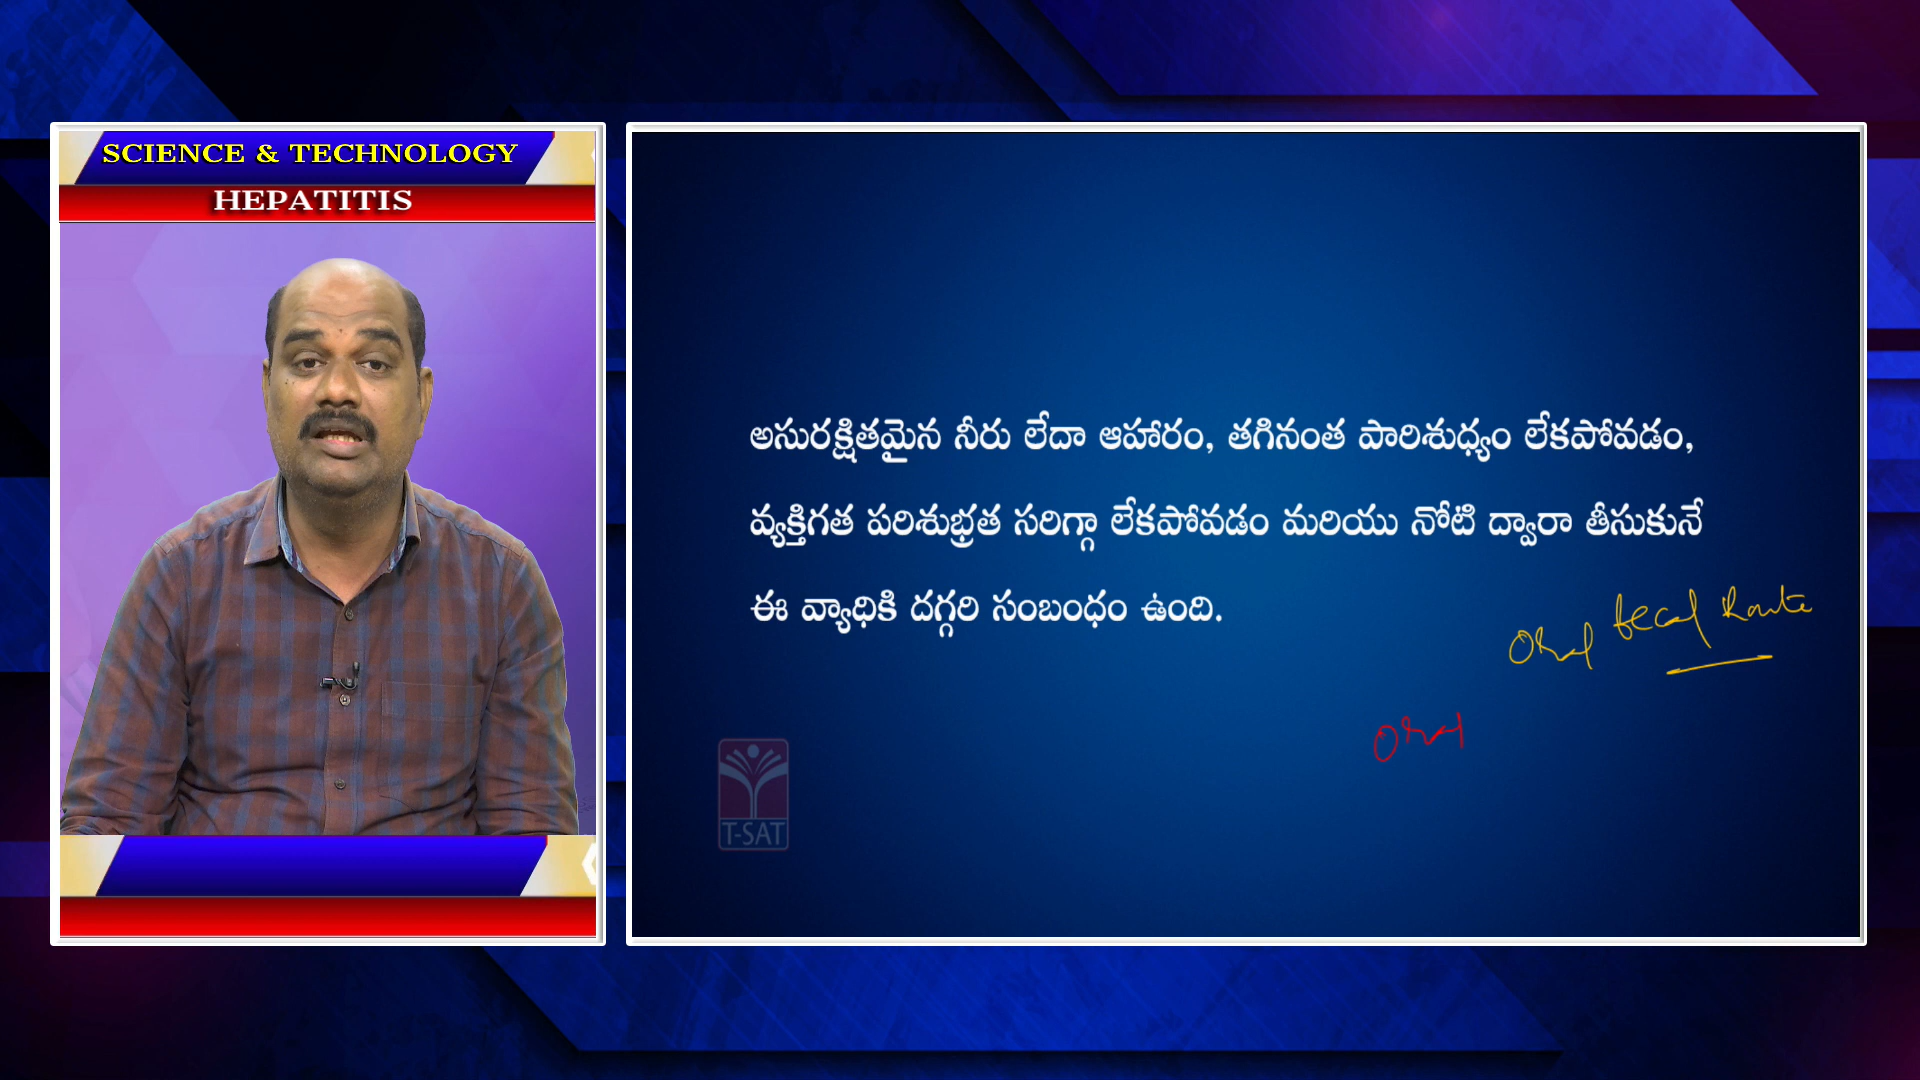 SCIENCE & TECHNOLOGY
HEPATITIS
అసురక్షితమైన నీరు లేదా ఆహారం, తగినంత పారిశుధ్యం లేకపోవడం,
వ్యక్తిగత పరిశుభ్రత సరిగ్గా లేకపోవడం మరియు నోటి ద్వారా తీసుకునే
ఈ వ్యాధికి దగ్గరి సంబంధం ఉంది.
Oral fecal Route
Oral
T-SAT